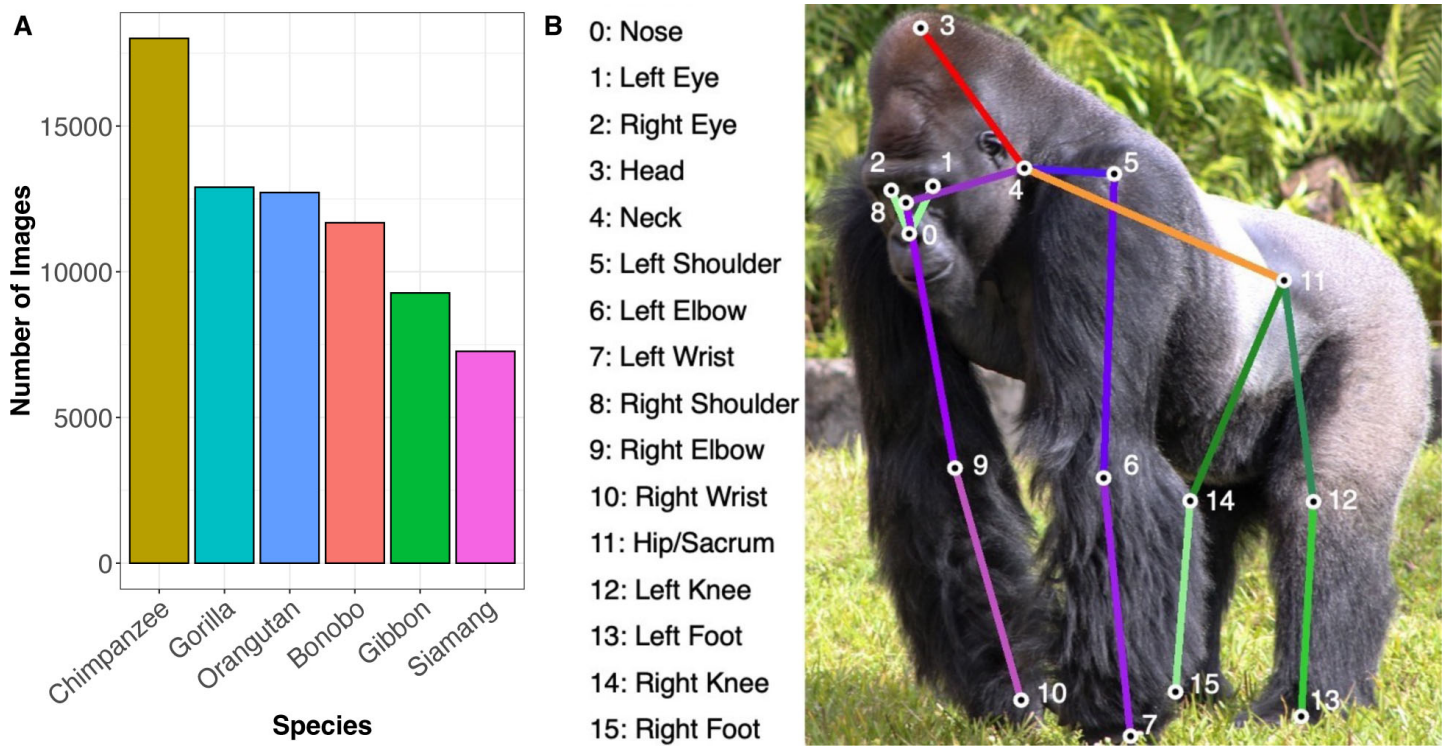 A
Number of Images
15000
10000
5000
0
Chimpanzee
Gorilla
Orangutan
Bonobo
Gibbon
Siamang
Species
B
0: Nose
1: Left Eye
2: Right Eye
3: Head
4: Neck
5: Left Shoulder
6: Left Elbow
7: Left Wrist
8: Right Shoulder
9: Right Elbow
10: Right Wrist
11: Hip/Sacrum
12: Left Knee
13: Left Foot
14: Right Knee
15: Right Foot
3
2
1
4
5
8
0
11
9
6
14
12
10
15
13
7